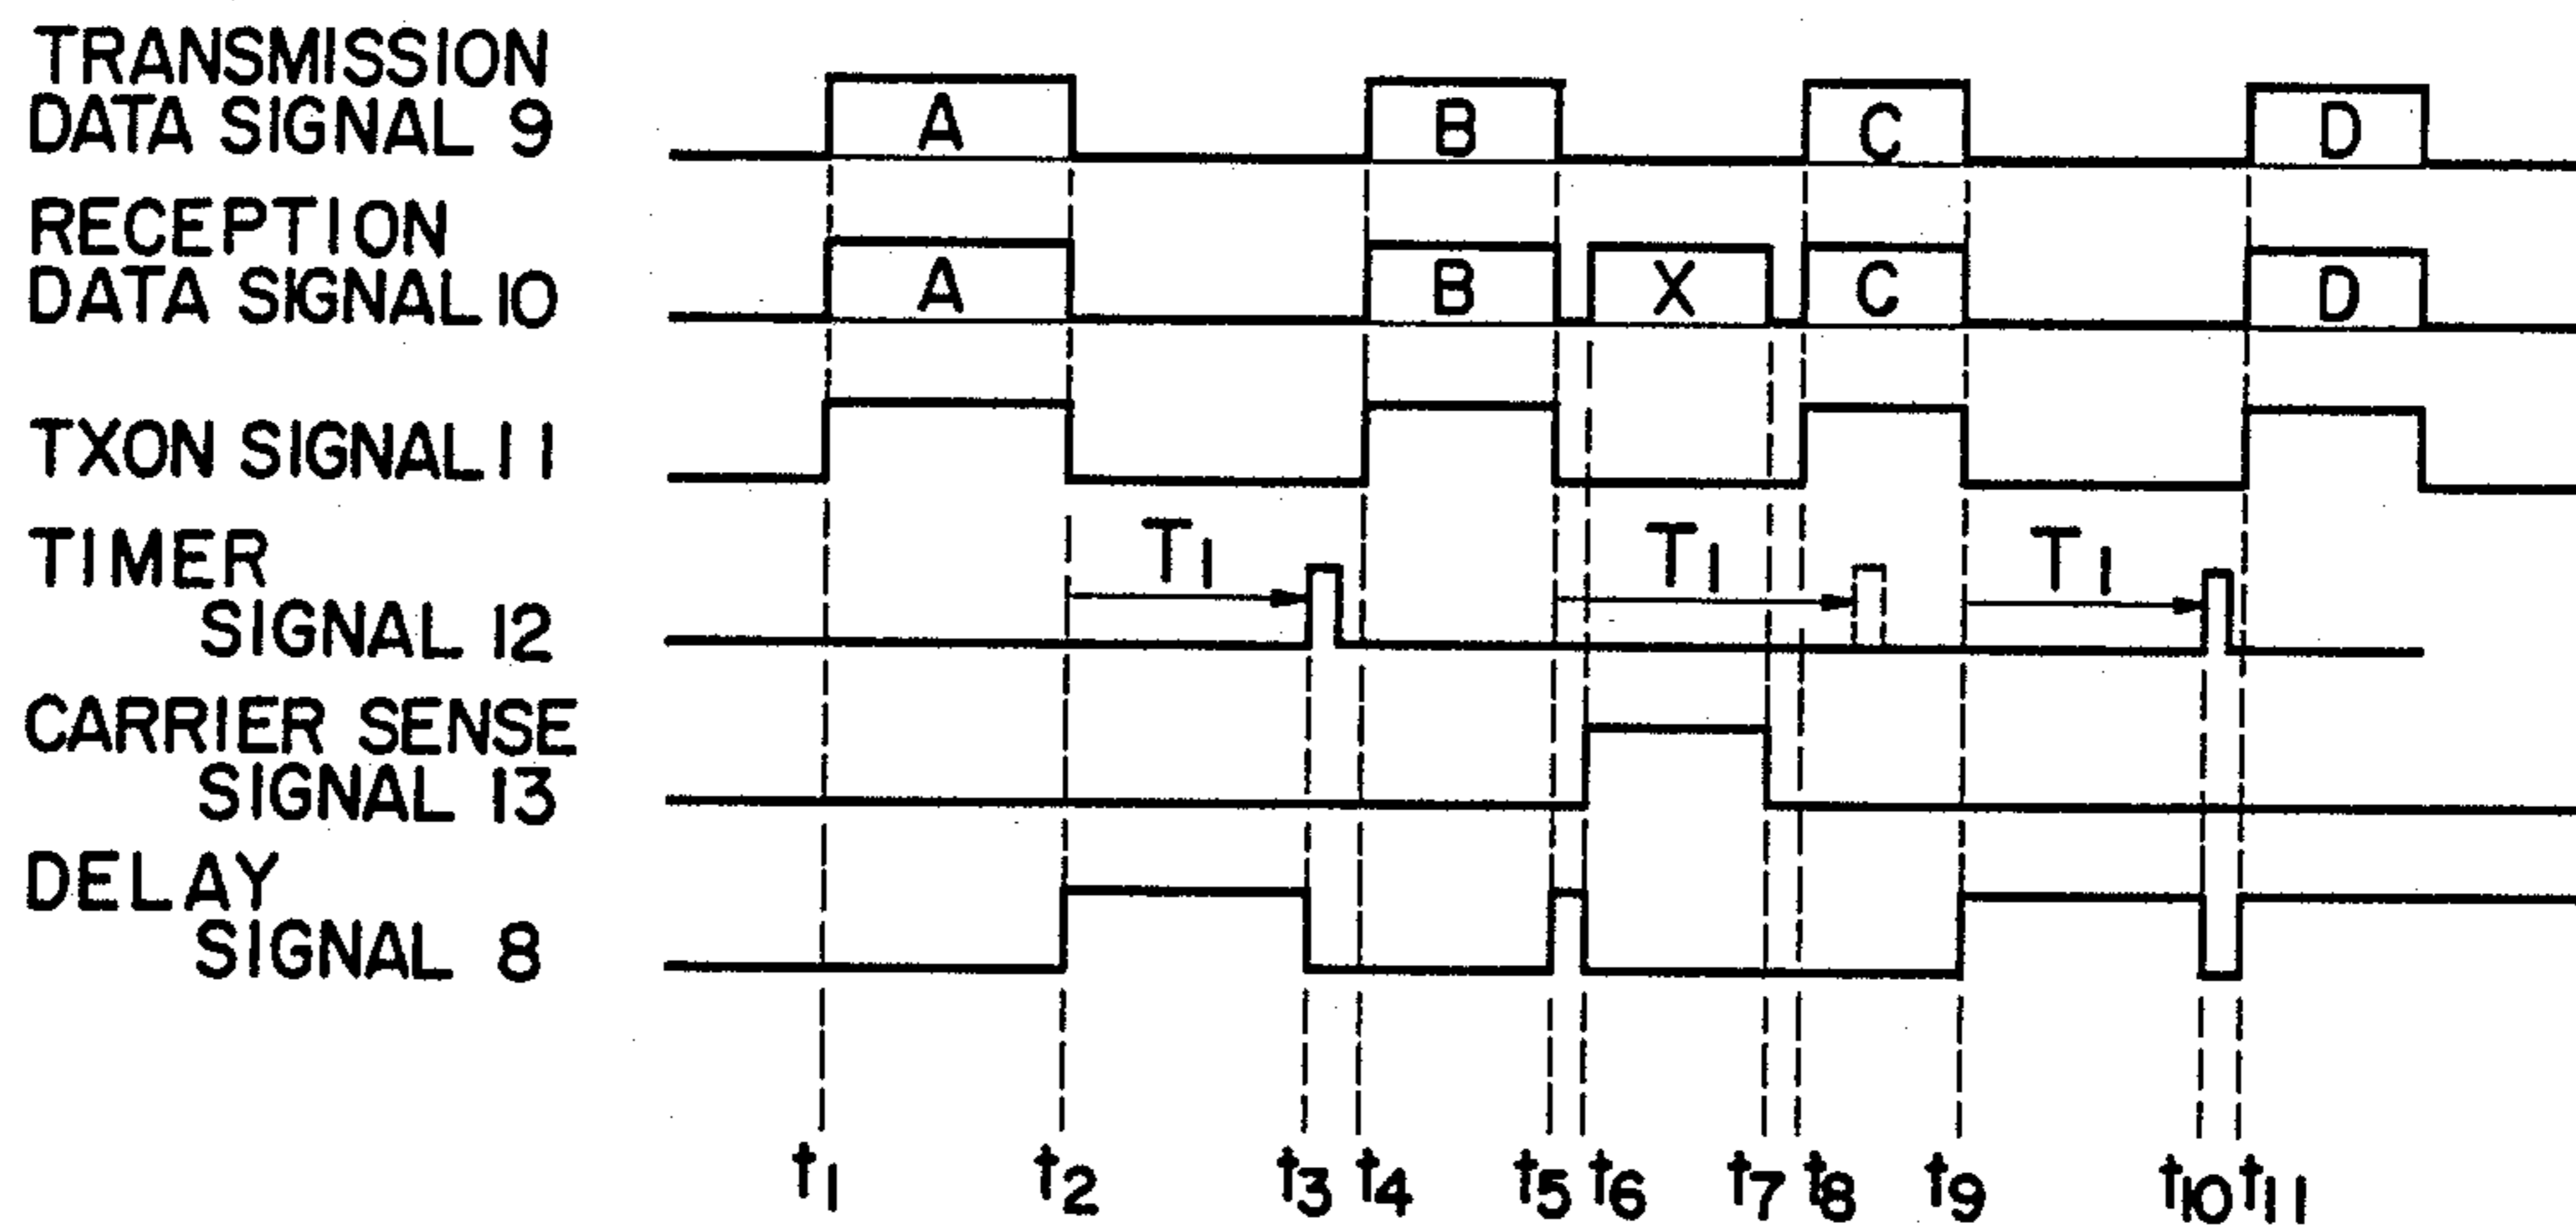 TRANSMISSION
DATA SIGNAL 9
A B C D
RECEPTION
DATA SIGNAL 10
A B X C D
TXON SIGNAL 11
TIMER
SIGNAL 12
T1 T1 T1
CARRIER SENSE
SIGNAL 13
DELAY
SIGNAL 8
t1 t2 t3 t4 t5 t6 t7 t8 t9 t10 t11